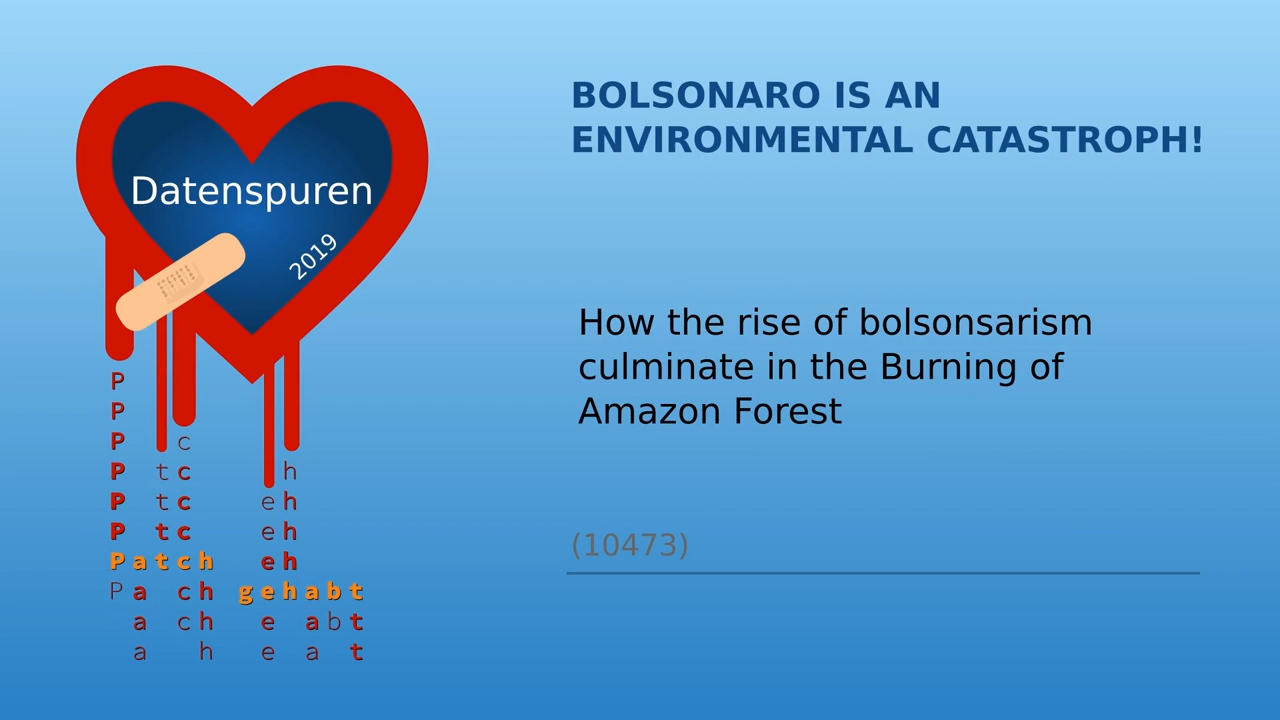 BOLSONARO IS AN
ENVIRONMENTAL CATASTROPH!
Datenspuren
2019
How the rise of bolsonsarism
culminate in the Burning of
Amazon Forest
(10473)
P
P
P c
P t c h
P t c e h
P t c e h
Patch e h
P a c h gehabt
a c h e a b t
a h e a t